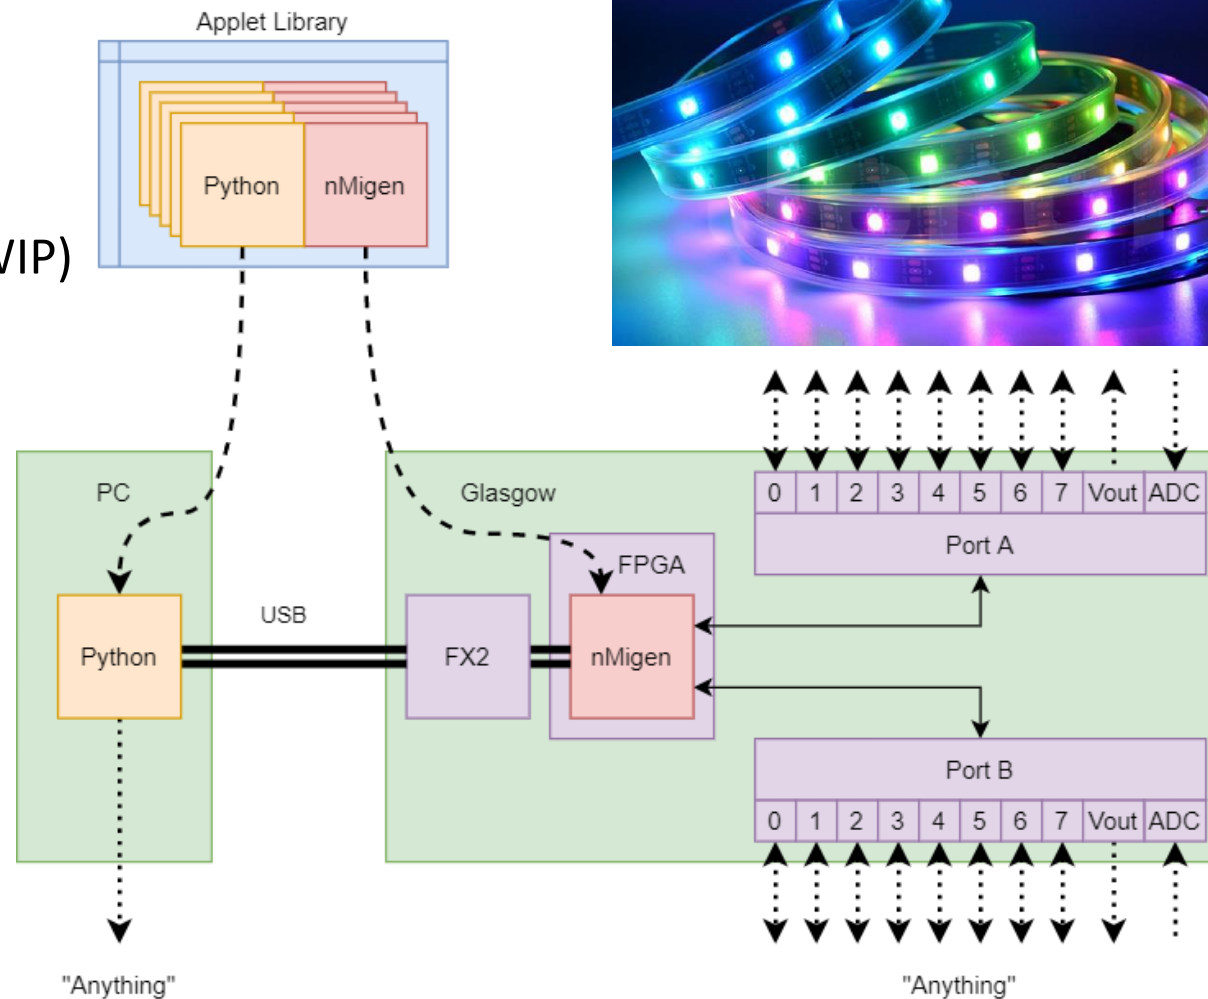 Applet Library
Python nMigen
WIP)
PC
Glasgow
0 1 2 3 4 5 6 7 Vout ADC
Port A
FPGA
USB
Python
FX2
nMigen
Port B
0 1 2 3 4 5 6 7 Vout ADC
"Anything"
"Anything"